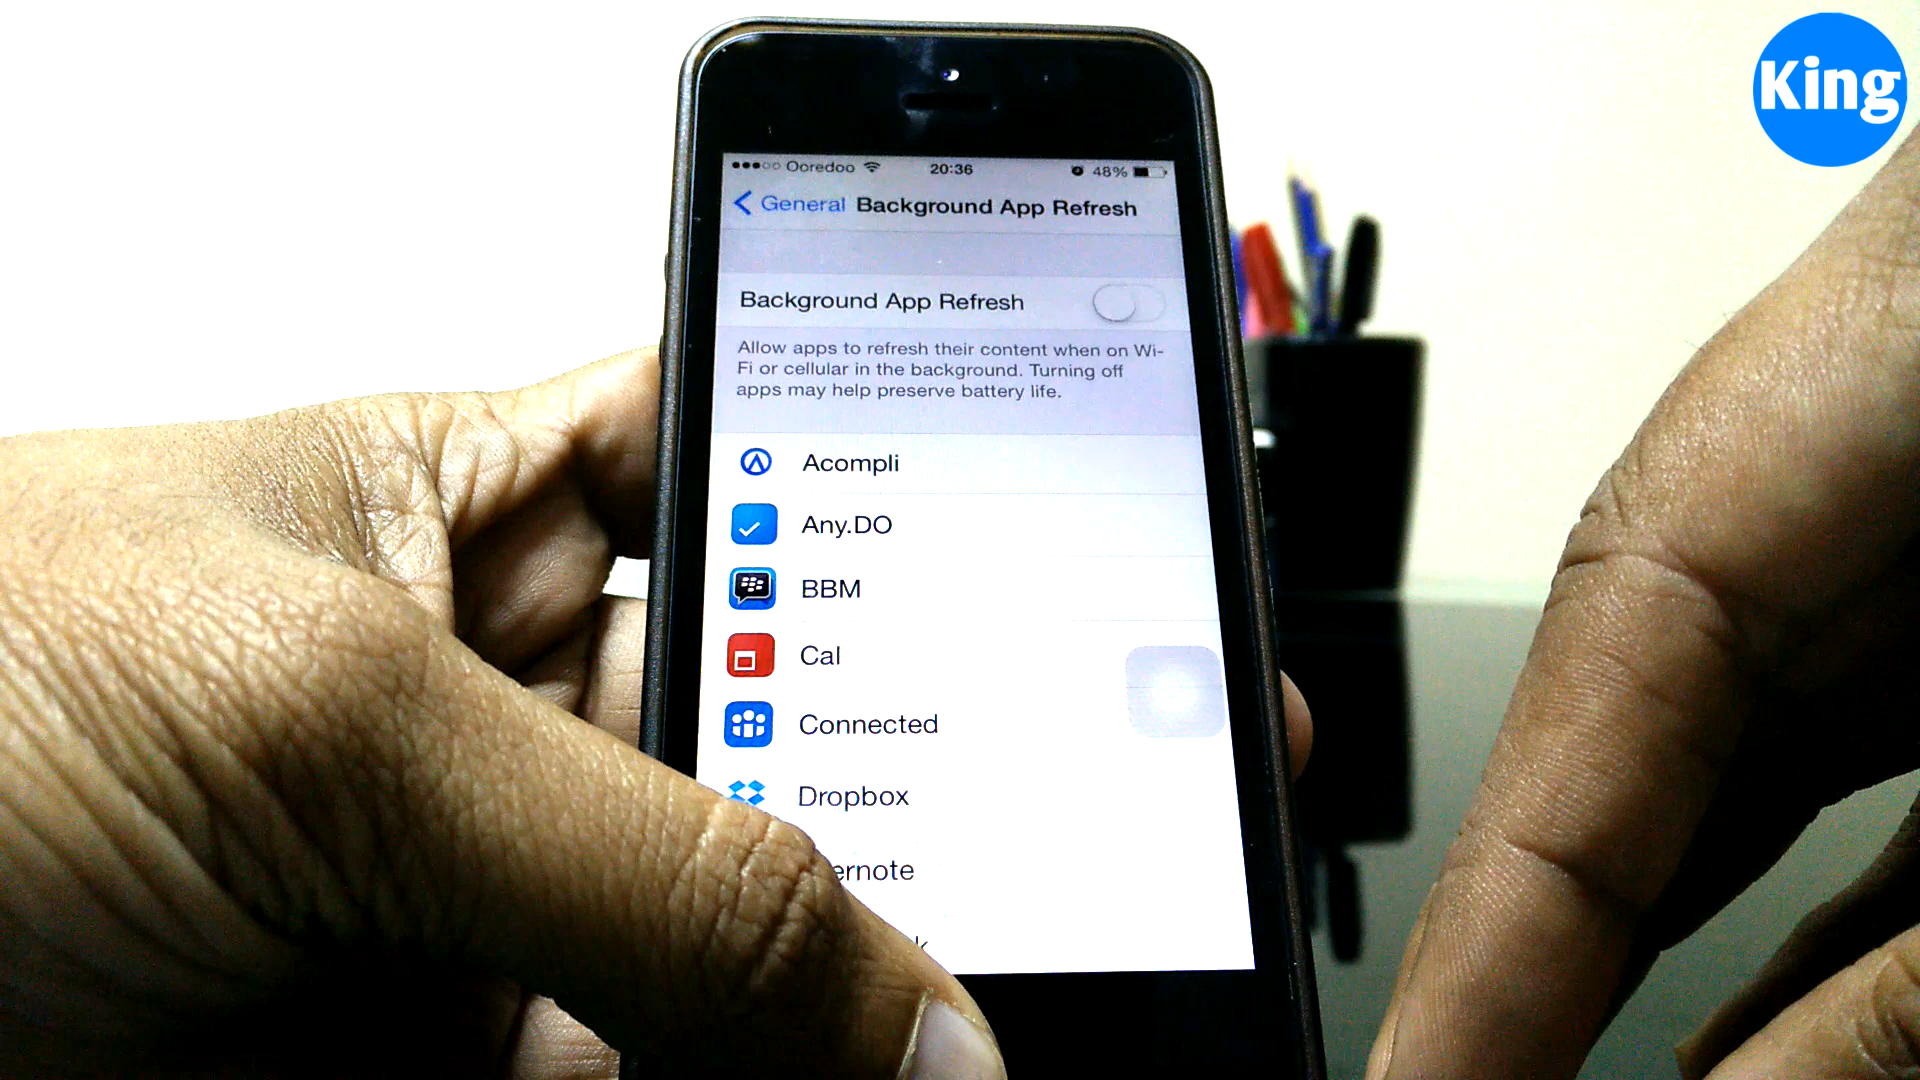 King
Ooredoo 20:36 48%
General Background App Refresh
Background App Refresh
Allow apps to refresh their content when on Wi-
Fi or cellular in the background. Turning off
apps may help preserve battery life.
Acompli
Any.DO
BBM
Cal
Connected
Dropbox
ernote
k